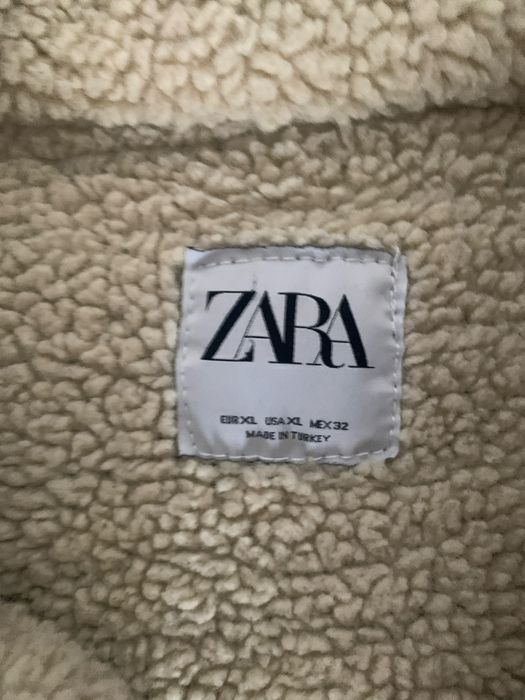 ZARA
EUR XL USA XL MEX 32
MADE IN TURKEY